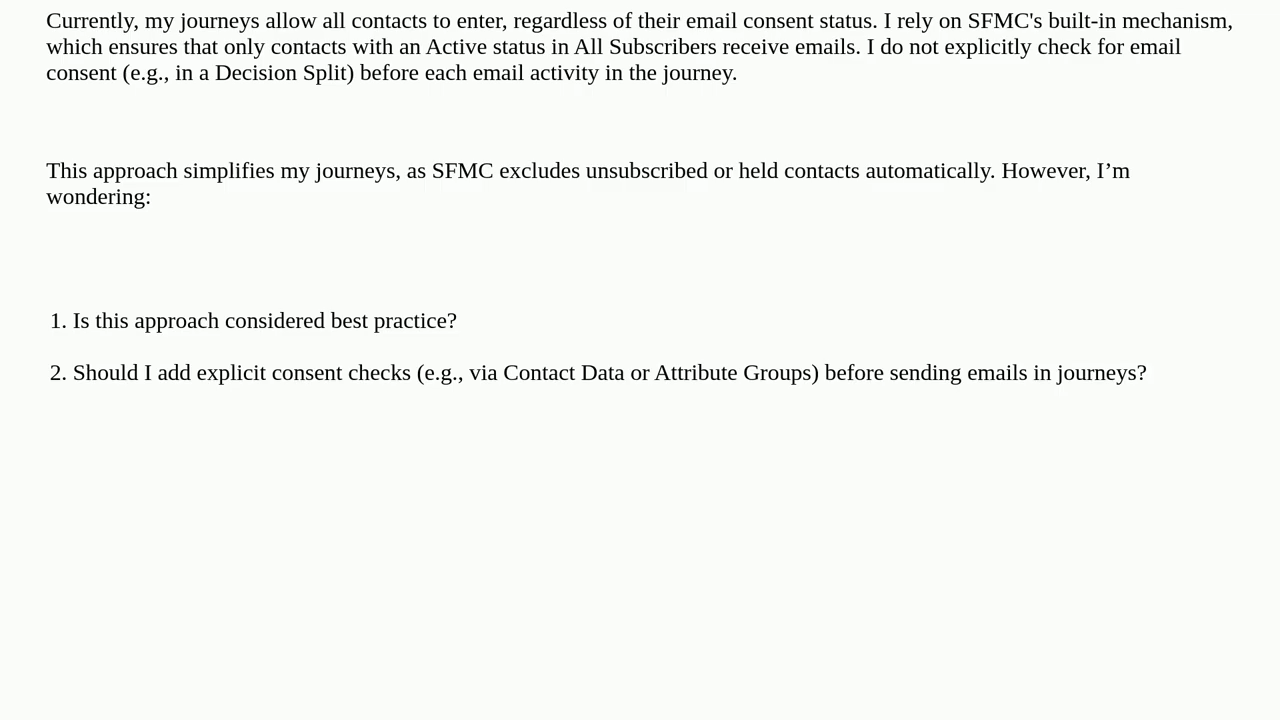 Currently, my journeys allow all contacts to enter, regardless of their email consent status. I rely on SFMC's built-in mechanism,
which ensures that only contacts with an Active status in All Subscribers receive emails. I do not explicitly check for email
consent (e.g., in a Decision Split) before each email activity in the journey.
This approach simplifies my journeys, as SFMC excludes unsubscribed or held contacts automatically. However, I’m
wondering:
1. Is this approach considered best practice?
2. Should I add explicit consent checks (e.g., via Contact Data or Attribute Groups) before sending emails in journeys?